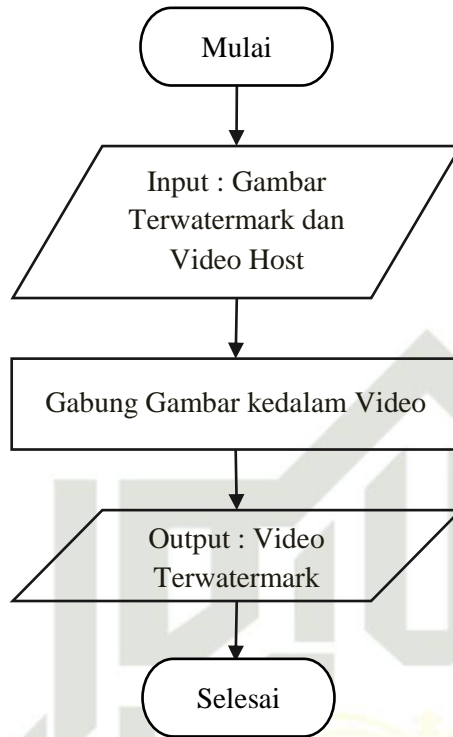 Mulai
Input : Gambar
Terwatermark dan
Video Host
Gabung Gambar kedalam Video
Output : Video
Terwatermark
Selesai